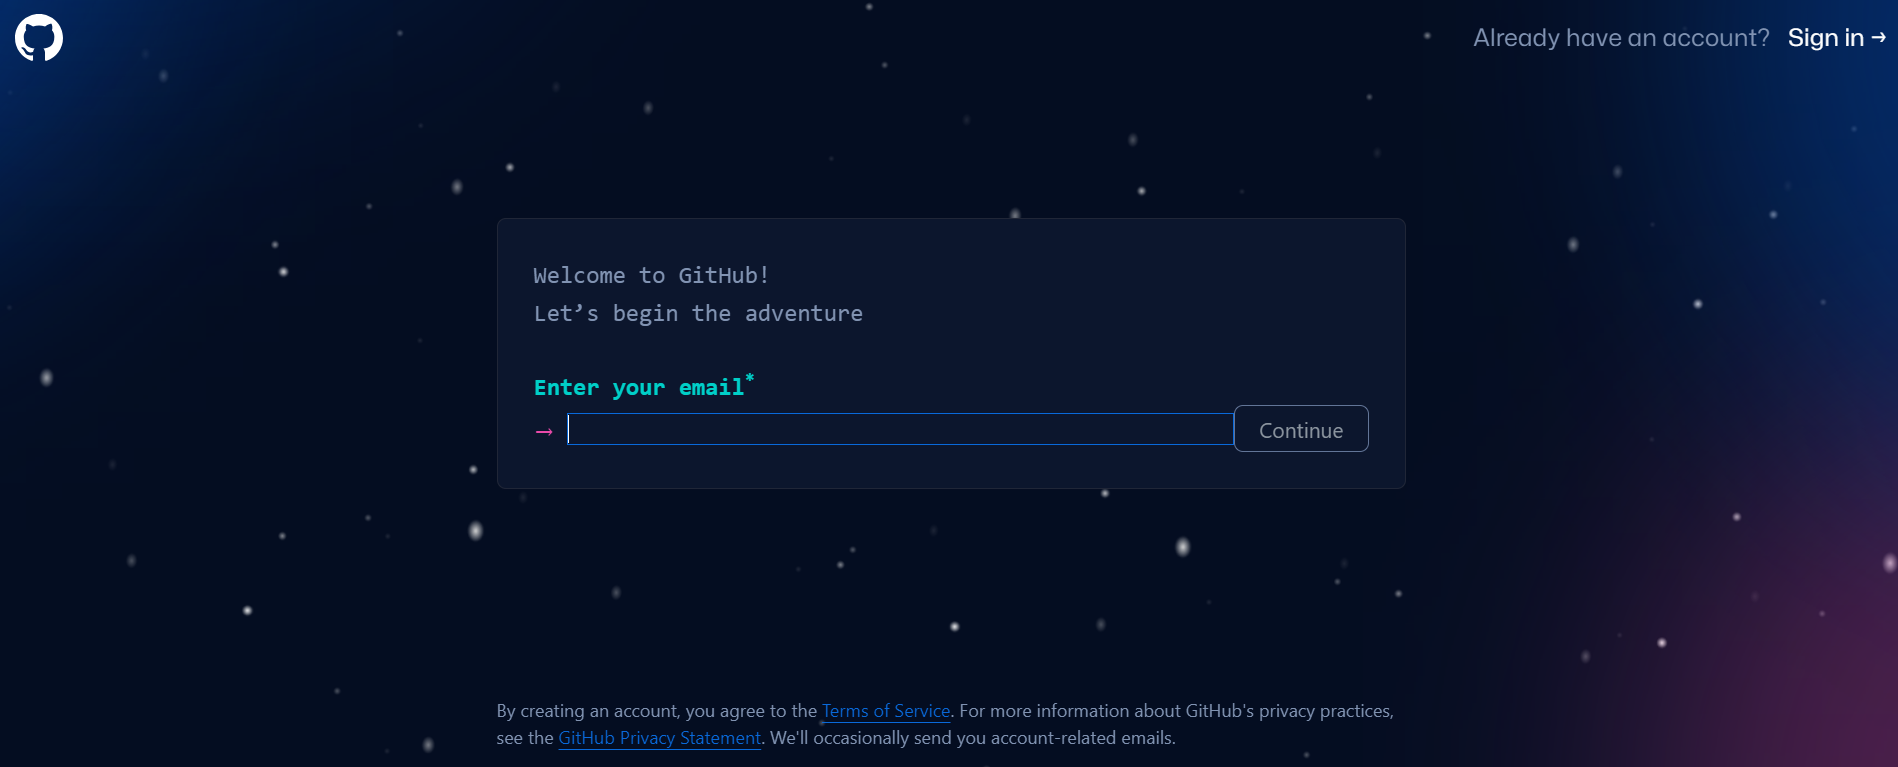 Already have an account? Sign in →
Welcome to GitHub!
Let’s begin the adventure
Enter your email*
→ Continue
By creating an account, you agree to the Terms of Service. For more information about GitHub's privacy practices,
see the GitHub Privacy Statement. We'll occasionally send you account-related emails.